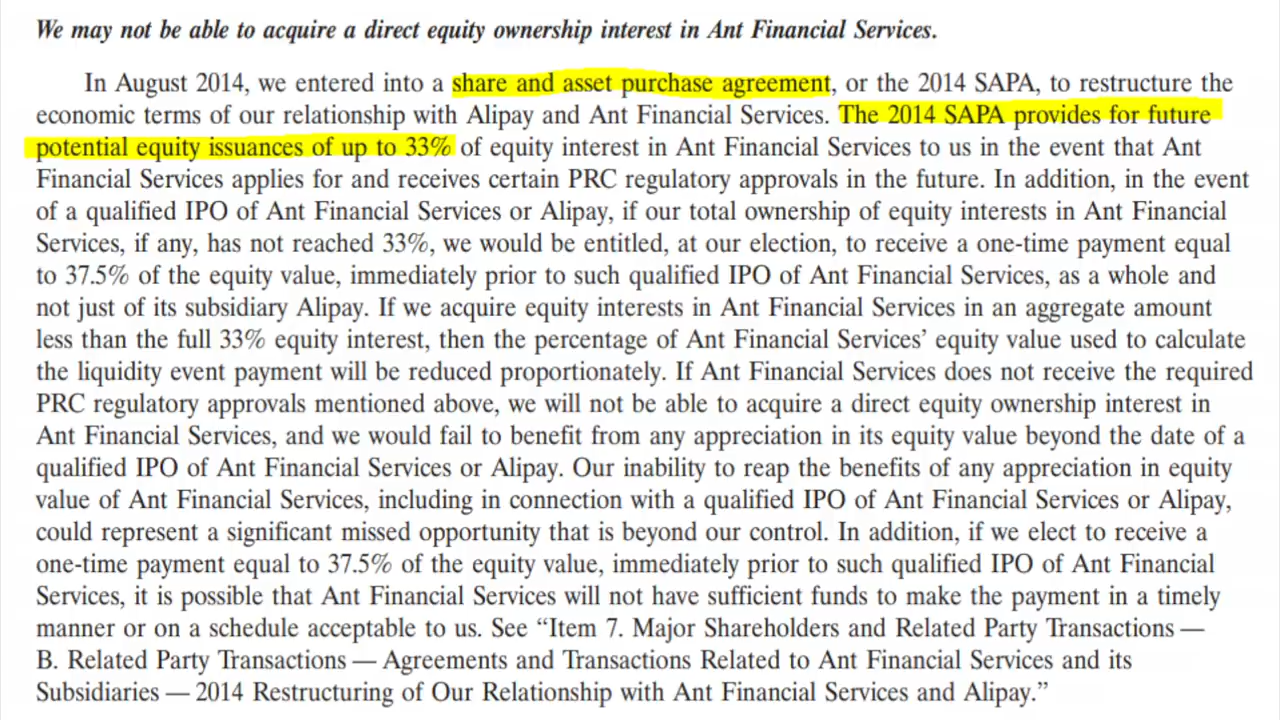 We may not be able to acquire a direct equity ownership interest in Ant Financial Services.
In August 2014, we entered into a share and asset purchase agreement, or the 2014 SAPA, to restructure the
economic terms of our relationship with Alipay and Ant Financial Services. The 2014 SAPA provides for future
potential equity issuances of up to 33% of equity interest in Ant Financial Services to us in the event that Ant
Financial Services applies for and receives certain PRC regulatory approvals in the future. In addition, in the event
of a qualified IPO of Ant Financial Services or Alipay, if our total ownership of equity interests in Ant Financial
Services, if any, has not reached 33%, we would be entitled, at our election, to receive a one-time payment equal
to 37.5% of the equity value, immediately prior to such qualified IPO of Ant Financial Services, as a whole and
not just of its subsidiary Alipay. If we acquire equity interests in Ant Financial Services in an aggregate amount
less than the full 33% equity interest, then the percentage of Ant Financial Services’ equity value used to calculate
the liquidity event payment will be reduced proportionately. If Ant Financial Services does not receive the required
PRC regulatory approvals mentioned above, we will not be able to acquire a direct equity ownership interest in
Ant Financial Services, and we would fail to benefit from any appreciation in its equity value beyond the date of a
qualified IPO of Ant Financial Services or Alipay. Our inability to reap the benefits of any appreciation in equity
value of Ant Financial Services, including in connection with a qualified IPO of Ant Financial Services or Alipay,
could represent a significant missed opportunity that is beyond our control. In addition, if we elect to receive a
one-time payment equal to 37.5% of the equity value, immediately prior to such qualified IPO of Ant Financial
Services, it is possible that Ant Financial Services will not have sufficient funds to make the payment in a timely
manner or on a schedule acceptable to us. See “Item 7. Major Shareholders and Related Party Transactions —
B. Related Party Transactions — Agreements and Transactions Related to Ant Financial Services and its
Subsidiaries — 2014 Restructuring of Our Relationship with Ant Financial Services and Alipay.”